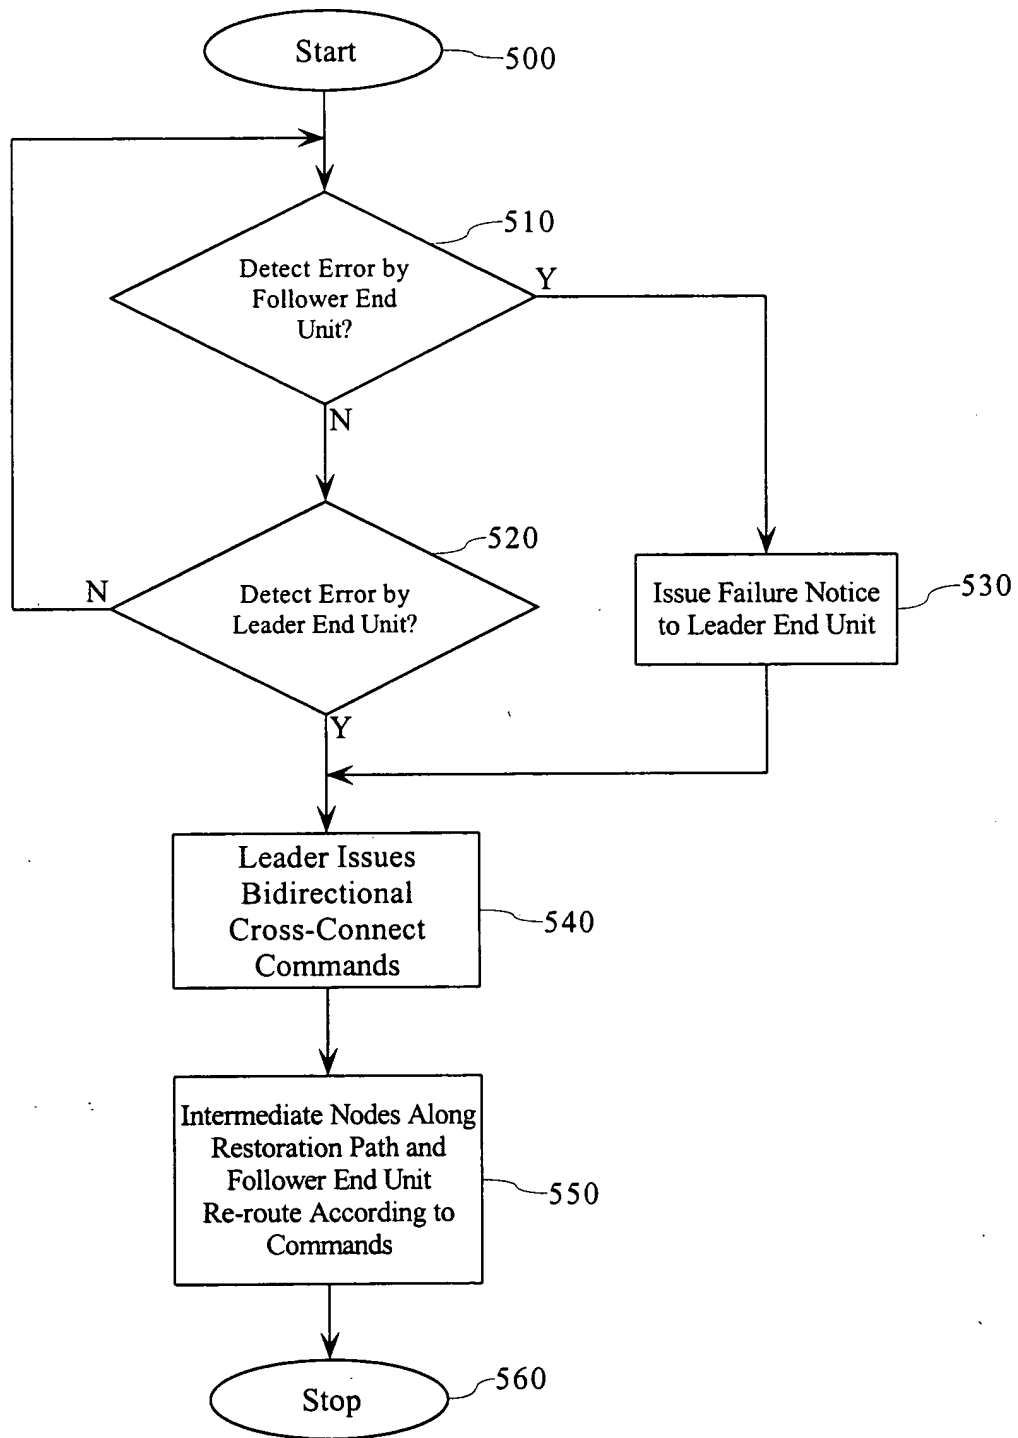 Start
500
510
Detect Error by
Follower End
Unit?
Y
N
520
N
Detect Error by
Leader End Unit?
Issue Failure Notice
to Leader End Unit
530
Y
Leader Issues
Bidirectional
Cross-Connect
Commands
540
Intermediate Nodes Along
Restoration Path and
Follower End Unit
Re-route According to
Commands
550
Stop
560